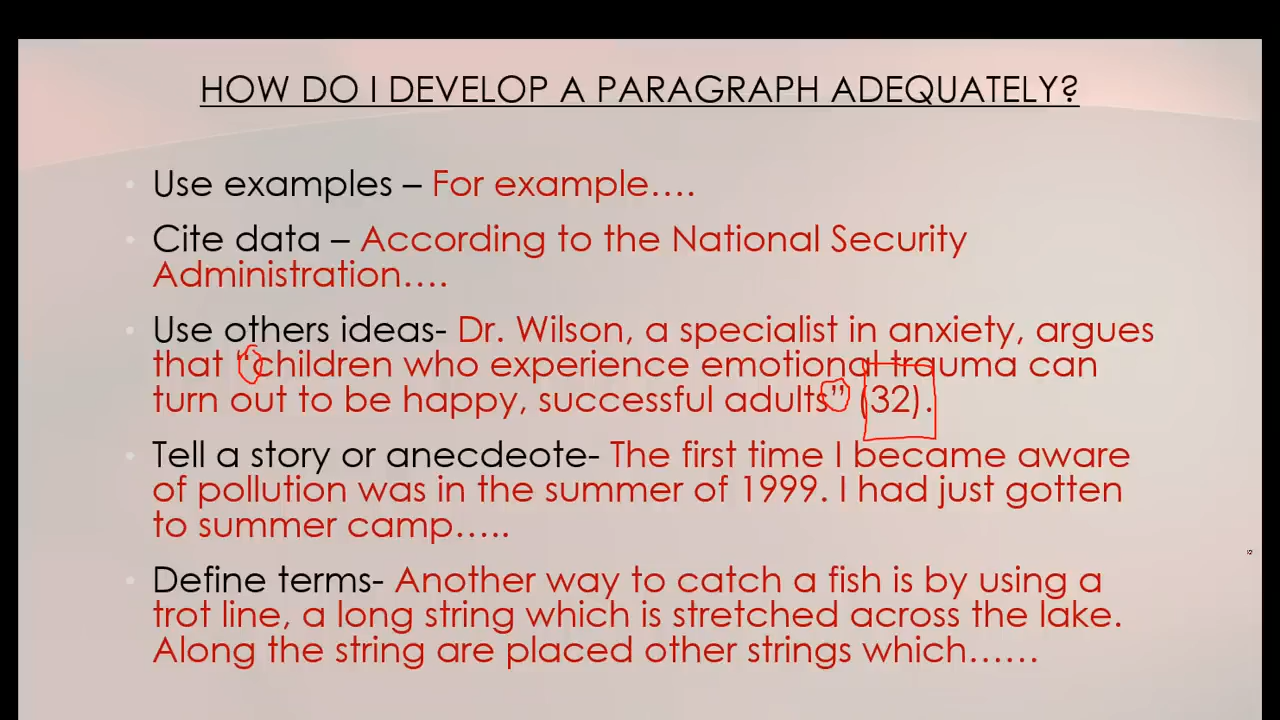 HOW DO I DEVELOP A PARAGRAPH ADEQUATELY?
• Use examples – For example….
• Cite data – According to the National Security
Administration….
• Use others ideas- Dr. Wilson, a specialist in anxiety, argues
that “children who experience emotional trauma can
turn out to be happy, successful adults” (32).
• Tell a story or anecdeote- The first time I became aware
of pollution was in the summer of 1999. I had just gotten
to summer camp…..
• Define terms- Another way to catch a fish is by using a
trot line, a long string which is stretched across the lake.
Along the string are placed other strings which……